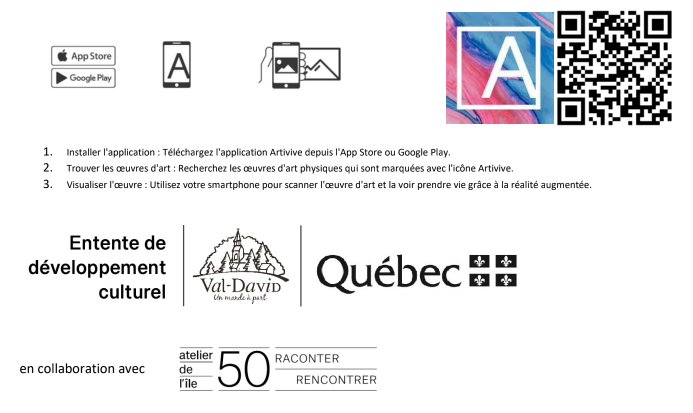 App Store
Google Play
A
A
1. Installer l'application : Téléchargez l'application Artivive depuis l'App Store ou Google Play.
2. Trouver les œuvres d'art : Recherchez les œuvres d'art physiques qui sont marquées avec l'icône Artivive.
3. Visualiser l'œuvre : Utilisez votre smartphone pour scanner l'œuvre d'art et la voir prendre vie grâce à la réalité augmentée.
Entente de
développement
culturel
Val-David
Un monde à part
Québec
en collaboration avec
atelier
de
l'île
50
RACONTER
RENCONTRER